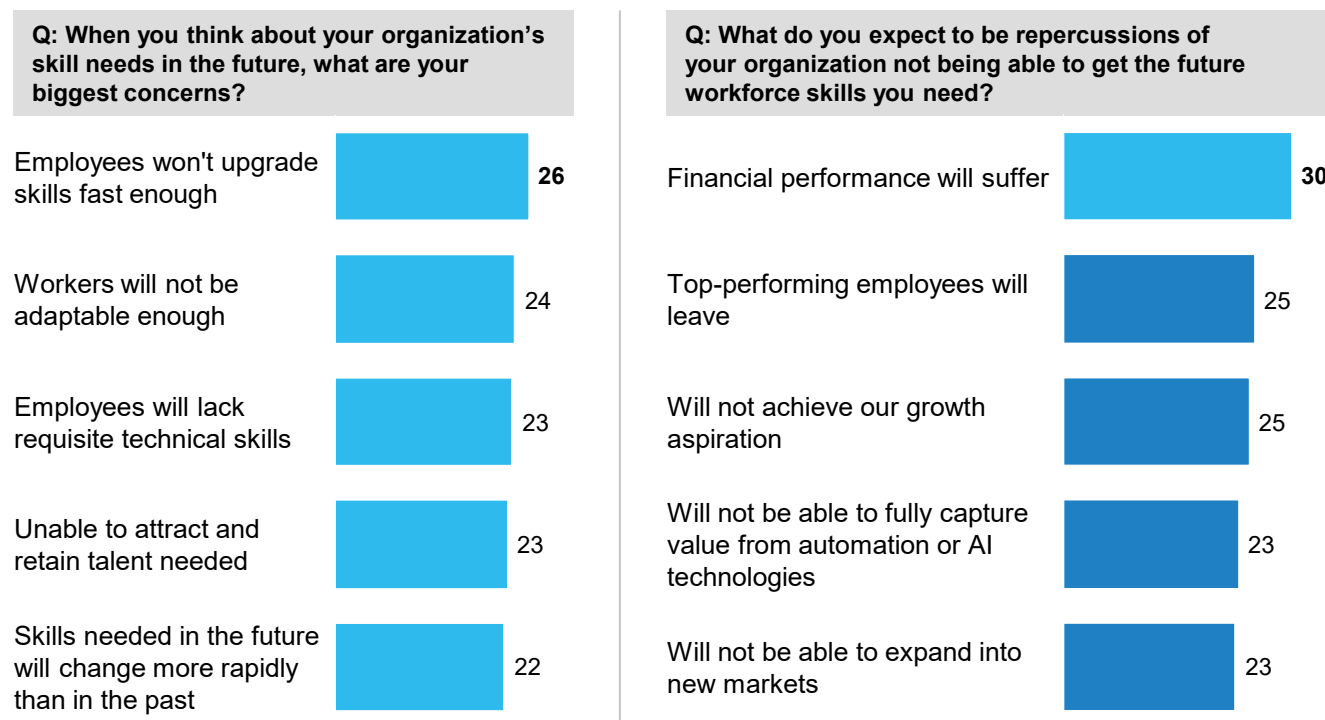 Q: When you think about your organization’s
skill needs in the future, what are your
biggest concerns?
Employees won't upgrade
skills fast enough
26
Workers will not be
adaptable enough
24
Employees will lack
requisite technical skills
23
Unable to attract and
retain talent needed
23
Skills needed in the future
will change more rapidly
than in the past
22
Q: What do you expect to be repercussions of
your organization not being able to get the future
workforce skills you need?
Financial performance will suffer
30
Top-performing employees will
leave
25
Will not achieve our growth
aspiration
25
Will not be able to fully capture
value from automation or AI
technologies
23
Will not be able to expand into
new markets
23